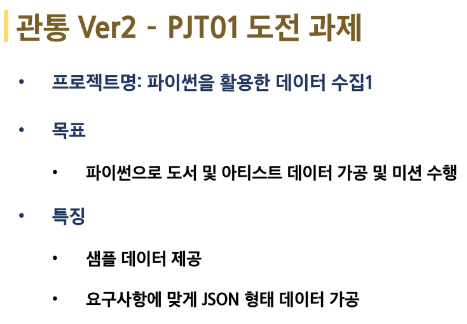 관통 Ver2 - PJT01 도전 과제
• 프로젝트명: 파이썬을 활용한 데이터 수집1
• 목표
• 파이썬으로 도서 및 아티스트 데이터 가공 및 미션 수행
• 특징
• 샘플 데이터 제공
• 요구사항에 맞게 JSON 형태 데이터 가공